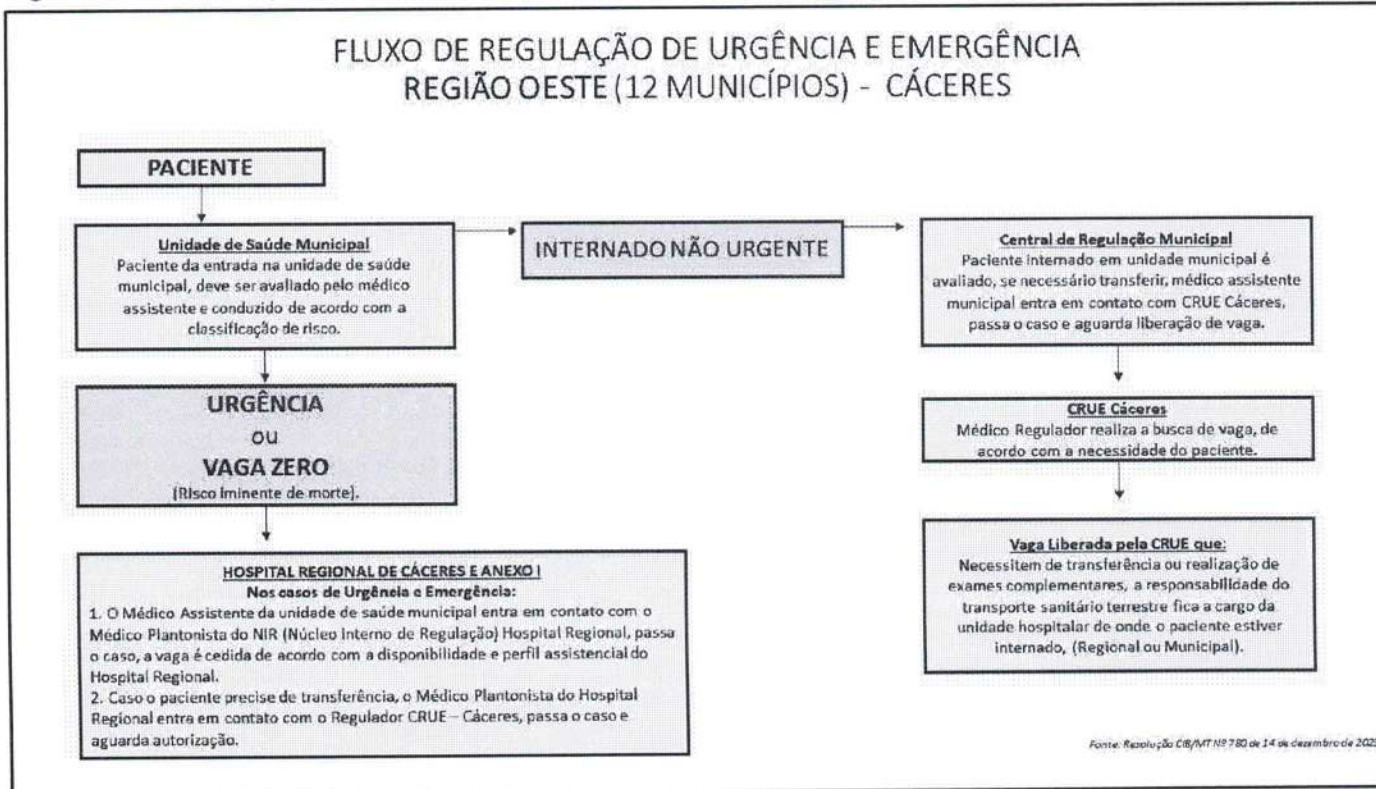 FLUXO DE REGULAÇÃO DE URGÊNCIA E EMERGÊNCIA
REGIÃO OESTE (12 MUNICÍPIOS) - CÁCERES
PACIENTE
Unidade de Saúde Municipal
Paciente da entrada na unidade de saúde
municipal, deve ser avaliado pelo médico
assistente e conduzido de acordo com a
classificação de risco.
INTERNADO NÃO URGENTE
Central de Regulação Municipal
Paciente internado em unidade municipal é
avaliado, se necessário transferir, médico assistente
municipal entra em contato com CRUE Cáceres,
passa o caso e aguarda liberação de vaga.
URGÊNCIA
ou
VAGA ZERO
(Risco iminente de morte).
CRUE Cáceres
Médico Regulador realiza a busca de vaga, de
acordo com a necessidade do paciente.
HOSPITAL REGIONAL DE CÁCERES E ANEXO I
Nos casos de Urgência e Emergência:
1. O Médico Assistente da unidade de saúde municipal entra em contato com o
Médico Plantonista do NIR (Núcleo Interno de Regulação) Hospital Regional, passa
o caso, a vaga é cedida de acordo com a disponibilidade e perfil assistencial do
Hospital Regional.
2. Caso o paciente precise de transferência, o Médico Plantonista do Hospital
Regional entra em contato com o Regulador CRUE – Cáceres, passa o caso e
aguarda autorização.
Vaga Liberada pela CRUE que:
Necessitem de transferência ou realização de
exames complementares, a responsabilidade do
transporte sanitário terrestre fica a cargo da
unidade hospitalar de onde o paciente estiver
internado, (Regional ou Municipal).
Fonte: Resolução CIB/MT Nº 780 de 14 de dezembro de